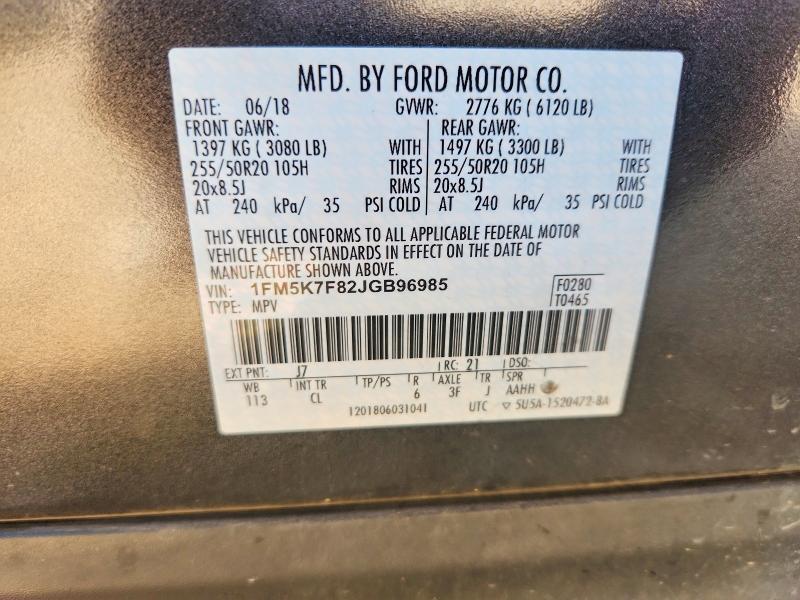 MFD. BY FORD MOTOR CO.
DATE: 06/18 GVWR: 2776 KG ( 6120 LB)
FRONT GAWR: REAR GAWR:
1397 KG ( 3080 LB) WITH 1497 KG ( 3300 LB) WITH
255/50R20 105H TIRES 255/50R20 105H TIRES
20x8.5J RIMS 20x8.5J RIMS
AT 240 kPa/ 35 PSI COLD AT 240 kPa/ 35 PSI COLD
THIS VEHICLE CONFORMS TO ALL APPLICABLE FEDERAL MOTOR
VEHICLE SAFETY STANDARDS IN EFFECT ON THE DATE OF
MANUFACTURE SHOWN ABOVE.
VIN: 1FM5K7F82JGB96985 F0280
TYPE: MPV T0465
EXT PNT: J7 RC: 21 DSO:
WB INT TR TP/PS R AXLE TR SPR
113 CL 6 3F J AAHH
1201806031041 UTC ▽ 5U5A-1520472-BA